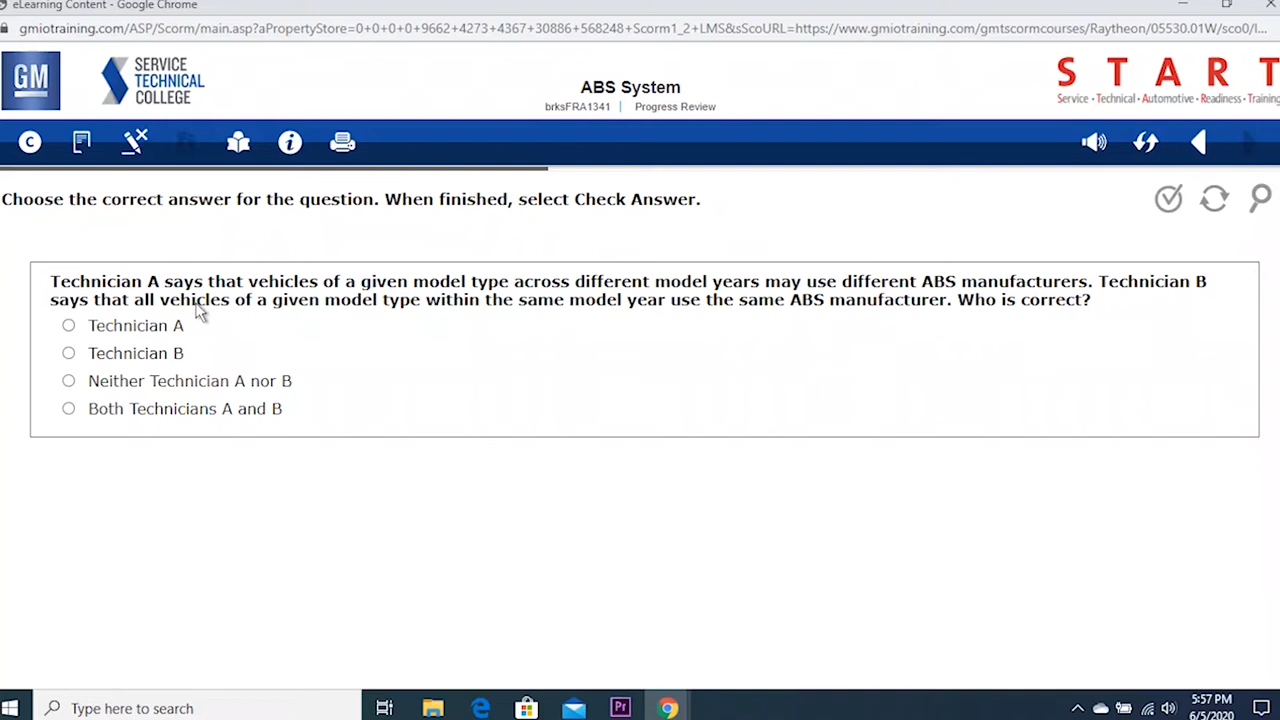 eLearning Content - Google Chrome
gmiotraining.com/ASP/Scorm/main.asp?aPropertyStore=0+0+0+0+9662+4273+4367+30886+568248+Scorm1_2+LMS&sScoURL=https://www.gmiotraining.com/gmtscormcourses/Raytheon/05530.01W/sco0/l...
GM
SERVICE
TECHNICAL
COLLEGE
ABS System
brksFRA1341 | Progress Review
START
Service • Technical • Automotive • Readiness • Training
C
Choose the correct answer for the question. When finished, select Check Answer.
Technician A says that vehicles of a given model type across different model years may use different ABS manufacturers. Technician B
says that all vehicles of a given model type within the same model year use the same ABS manufacturer. Who is correct?
Technician A
Technician B
Neither Technician A nor B
Both Technicians A and B
Type here to search
Pr
5:57 PM
6/5/2020